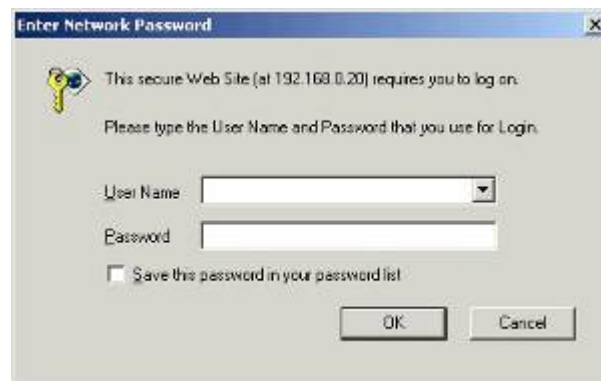 Enter Network Password
This secure Web Site (at 192.168.0.20) requires you to log on.
Please type the User Name and Password that you use for Login.
User Name
Password
Save this password in your password list
OK
Cancel